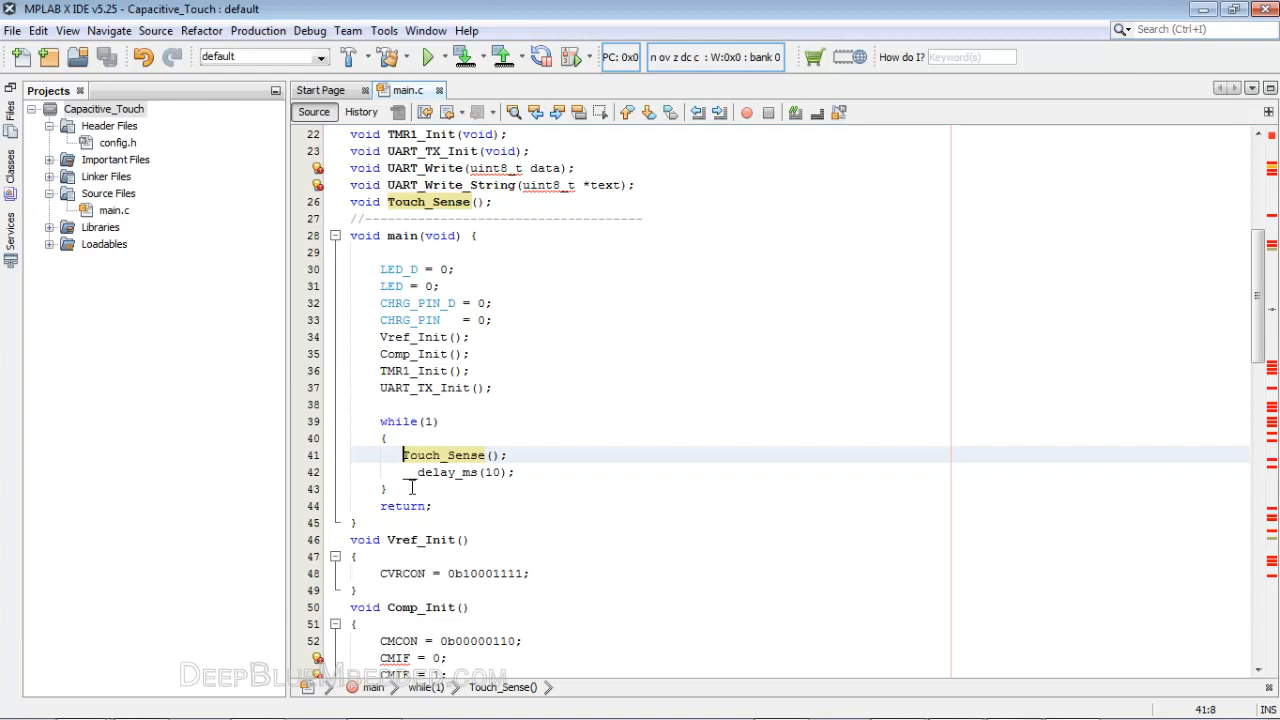 MPLAB X IDE v5.25 - Capacitive_Touch : default
File Edit View Navigate Source Refactor Production Debug Team Tools Window Help
Search (Ctrl+I)
default
PC: 0x0
n ov z dc c : W:0x0 : bank 0
How do I?
Keyword(s)
Projects
Start Page
main.c
Files
Classes
Services
Source
History
Capacitive_Touch
Header Files
config.h
Important Files
Linker Files
Source Files
main.c
Libraries
Loadables
22 void TMR1_Init(void);
23 void UART_TX_Init(void);
void UART_Write(uint8_t data);
void UART_Write_String(uint8_t *text);
26 void Touch_Sense();
27 //-------------------------------------
28 void main(void) {
29
30 LED_D = 0;
31 LED = 0;
32 CHRG_PIN_D = 0;
33 CHRG_PIN   = 0;
34 Vref_Init();
35 Comp_Init();
36 TMR1_Init();
37 UART_TX_Init();
38
39 while(1)
40 {
41 Touch_Sense();
42 __delay_ms(10);
43 }
44 return;
45 }
46 void Vref_Init()
47 {
48 CVRCON = 0b10001111;
49 }
50 void Comp_Init()
51 {
52 CMCON = 0b00000110;
CMIF = 0;
DeepBlueMbedded.com
main
while(1)
Touch_Sense()
41:8
INS